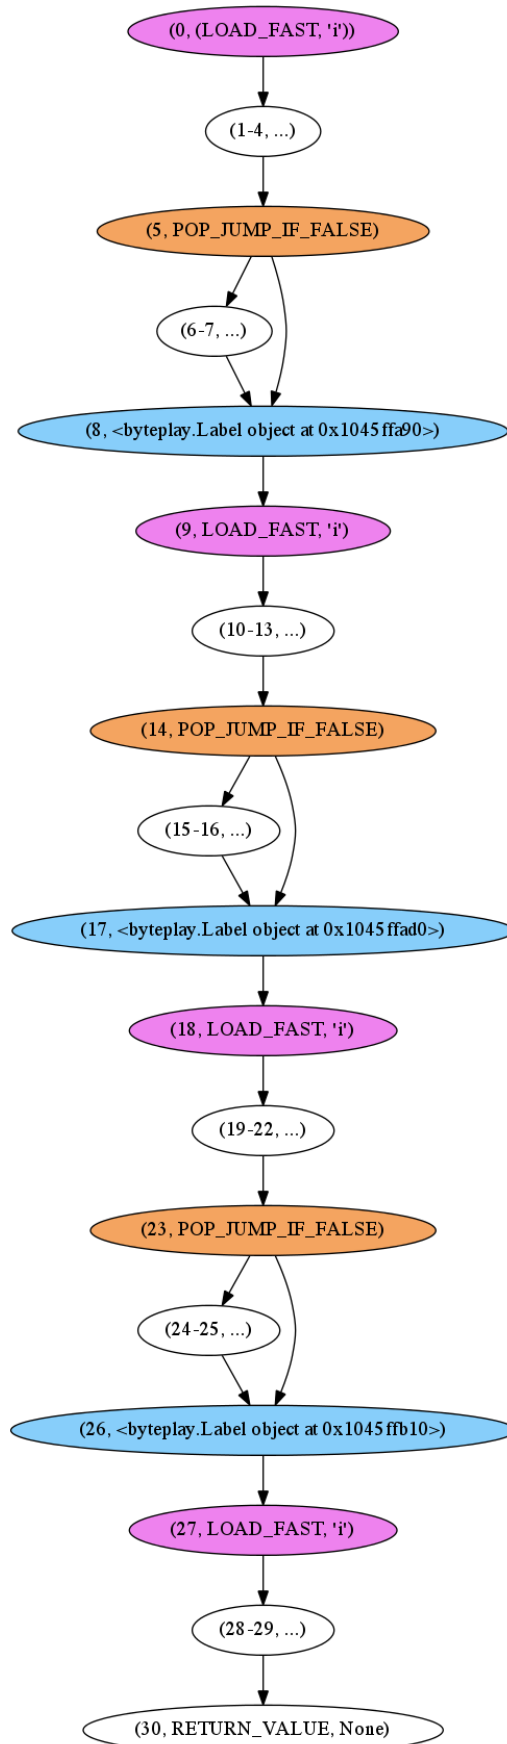 (0, (LOAD_FAST, 'i'))
(1-4, ...)
(5, POP_JUMP_IF_FALSE)
(6-7, ...)
(8, <byteplay.Label object at 0x1045ffa90>)
(9, LOAD_FAST, 'i')
(10-13, ...)
(14, POP_JUMP_IF_FALSE)
(15-16, ...)
(17, <byteplay.Label object at 0x1045ffad0>)
(18, LOAD_FAST, 'i')
(19-22, ...)
(23, POP_JUMP_IF_FALSE)
(24-25, ...)
(26, <byteplay.Label object at 0x1045ffb10>)
(27, LOAD_FAST, 'i')
(28-29, ...)
(30, RETURN_VALUE, None)